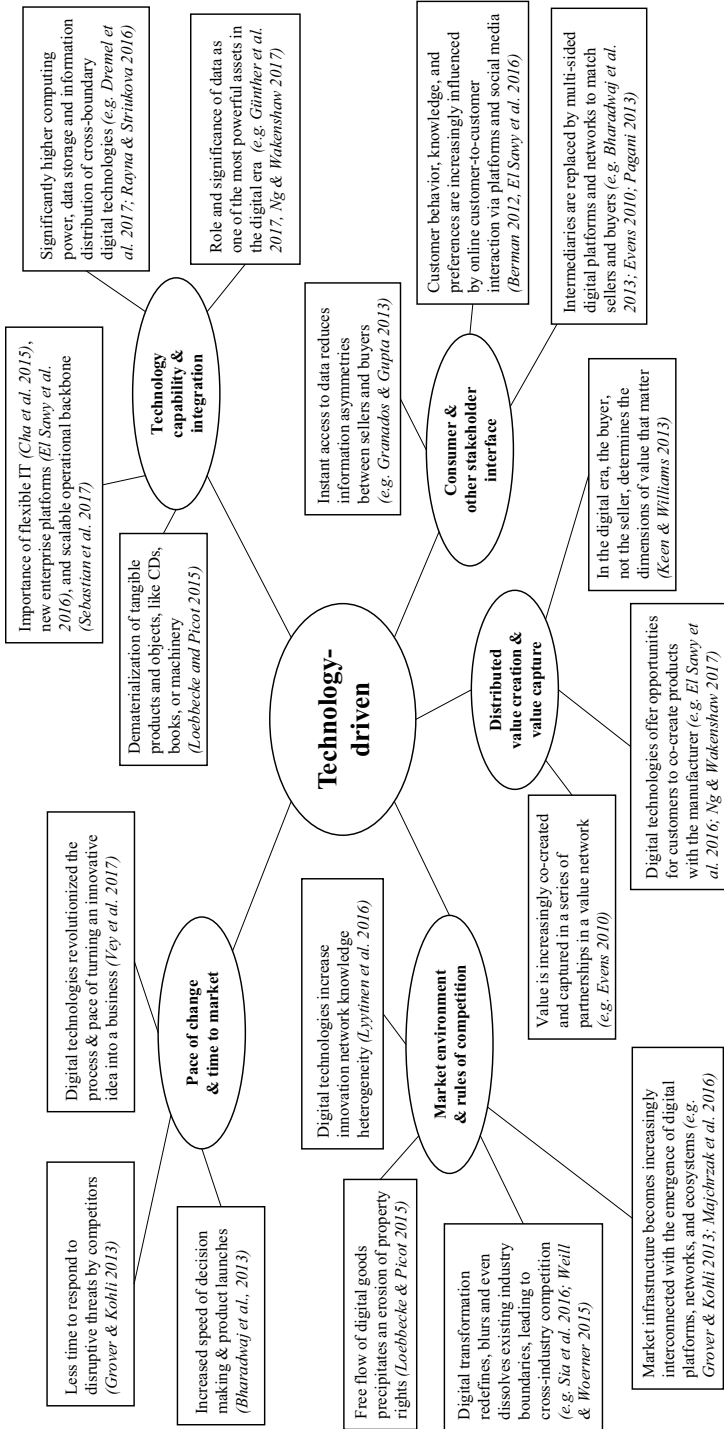 Technology-
driven
Pace of change
& time to market
Less time to respond to
disruptive threats by competitors
(Grover & Kohli 2013)
Digital technologies revolutionized the
process & pace of turning an innovative
idea into a business (Vey et al. 2017)
Increased speed of decision
making & product launches
(Bharadwaj et al., 2013)
Technology
capability &
integration
Importance of flexible IT (Cha et al. 2015),
new enterprise platforms (El Sawy et al.
2016), and scalable operational backbone
(Sebastian et al. 2017)
Significantly higher computing
power, data storage and information
distribution of cross-boundary
digital technologies (e.g. Dremel et
al. 2017; Rayna & Striukova 2016)
Dematerialization of tangible
products and objects, like CDs,
books, or machinery
(Loebbecke and Picot 2015)
Role and significance of data as
one of the most powerful assets in
the digital era (e.g. Günther et al.
2017, Ng & Wakenshaw 2017)
Consumer &
other stakeholder
interface
Instant access to data reduces
information asymmetries
between sellers and buyers
(e.g. Granados & Gupta 2013)
Customer behavior, knowledge, and
preferences are increasingly influenced
by online customer-to-customer
interaction via platforms and social media
(Berman 2012, El Sawy et al. 2016)
Intermediaries are replaced by multi-sided
digital platforms and networks to match
sellers and buyers (e.g. Bharadwaj et al.
2013; Evens 2010; Pagani 2013)
Distributed
value creation &
value capture
Value is increasingly co-created
and captured in a series of
partnerships in a value network
(e.g. Evens 2010)
Digital technologies offer opportunities
for customers to co-create products
with the manufacturer (e.g. El Sawy et
al. 2016; Ng & Wakenshaw 2017)
In the digital era, the buyer,
not the seller, determines the
dimensions of value that matter
(Keen & Williams 2013)
Market environment
& rules of competition
Digital technologies increase
innovation network knowledge
heterogeneity (Lyytinen et al. 2016)
Free flow of digital goods
precipitates an erosion of property
rights (Loebbecke & Picot 2015)
Digital transformation
redefines, blurs and even
dissolves existing industry
boundaries, leading to
cross-industry competition
(e.g. Sia et al. 2016; Weill
& Woerner 2015)
Market infrastructure becomes increasingly
interconnected with the emergence of digital
platforms, networks, and ecosystems (e.g.
Grover & Kohli 2013; Majchrzak et al. 2016)